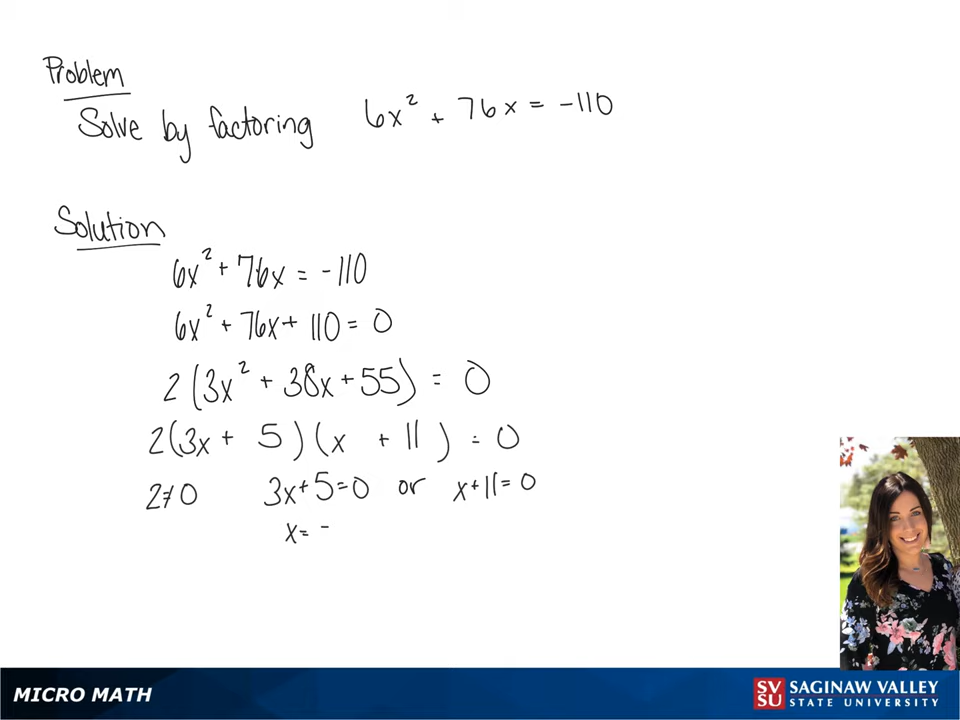 Problem
Solve by factoring 6x² + 76x = -110
Solution
6x² + 76x = -110
6x² + 76x + 110 = 0
2(3x² + 38x + 55) = 0
2(3x + 5)(x + 11) = 0
2≠0 3x+5=0 or x+11=0
x= -
MICRO MATH
SV SU SAGINAW VALLEY
STATE UNIVERSITY